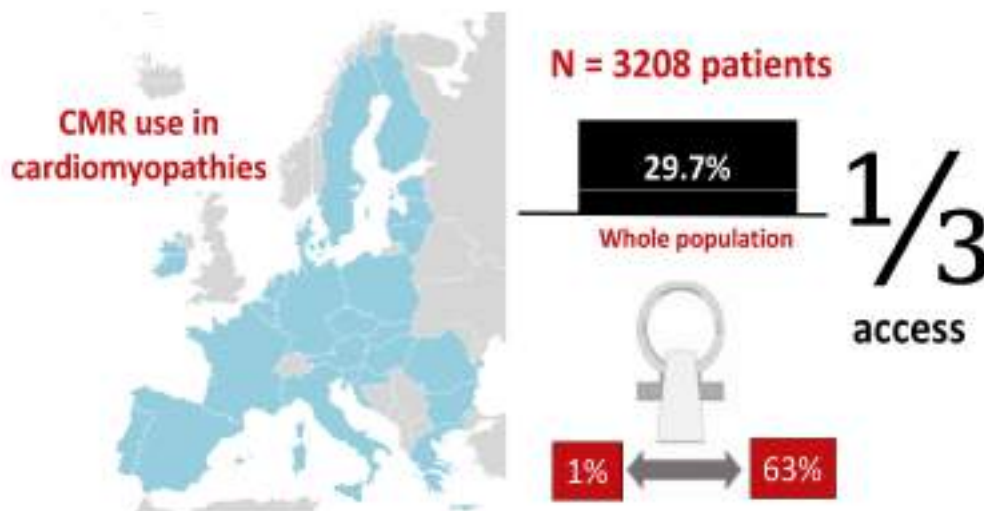 CMR use in
cardiomyopathies
N = 3208 patients
29.7%
Whole population
1/3
access
1%
63%